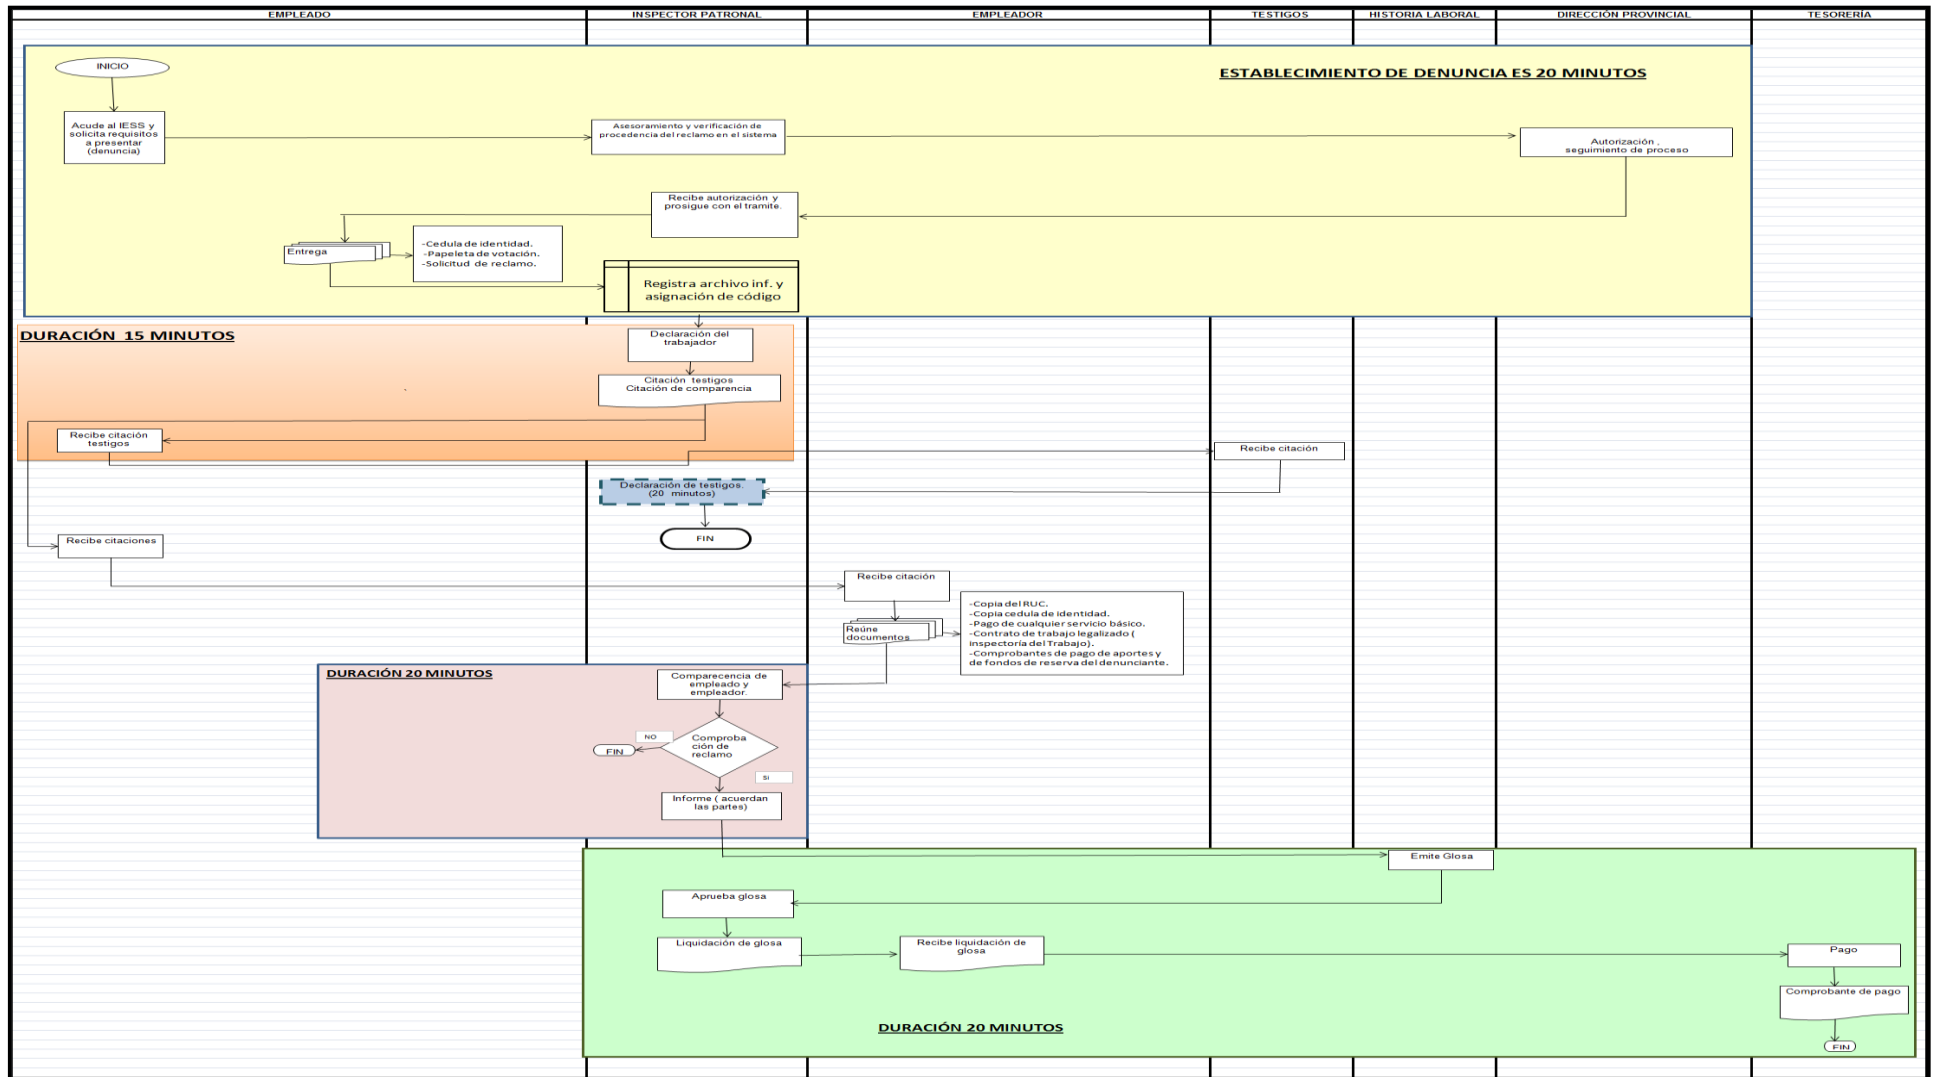 EMPLEADO
INSPECTOR PATRONAL
EMPLEADOR
TESTIGOS
HISTORIA LABORAL
DIRECCIÓN PROVINCIAL
TESORERÍA
INICIO
ESTABLECIMIENTO DE DENUNCIA ES 20 MINUTOS
Acude al IESS y
solicita requisitos
a presentar
(denuncia)
Asesoramiento y verificación de
procedencia del reclamo en el sistema
Autorización ,
seguimiento de proceso
Recibe autorización y
prosigue con el tramite.
Entrega
-Cedula de identidad.
-Papeleta de votación.
-Solicitud de reclamo.
Registra archivo inf. y
asignación de código
DURACIÓN 15 MINUTOS
Declaración del
trabajador
Citación testigos
Citación de comparencia
Recibe citación
testigos
Recibe citación
Declaración de testigos.
(20 minutos)
FIN
Recibe citaciones
Recibe citación
Reúne
documentos
-Copia del RUC.
-Copia cedula de identidad.
-Pago de cualquier servicio básico.
-Contrato de trabajo legalizado (
inspectoría del Trabajo).
-Comprobantes de pago de aportes y
de fondos de reserva del denunciante.
DURACIÓN 20 MINUTOS
Comparecencia de
empleado y
empleador.
NO
Comproba
ción de
reclamo
FIN
SI
Informe ( acuerdan
las partes)
Emite Glosa
Aprueba glosa
Liquidación de glosa
Recibe liquidación de
glosa
Pago
Comprobante de pago
DURACIÓN 20 MINUTOS
FIN